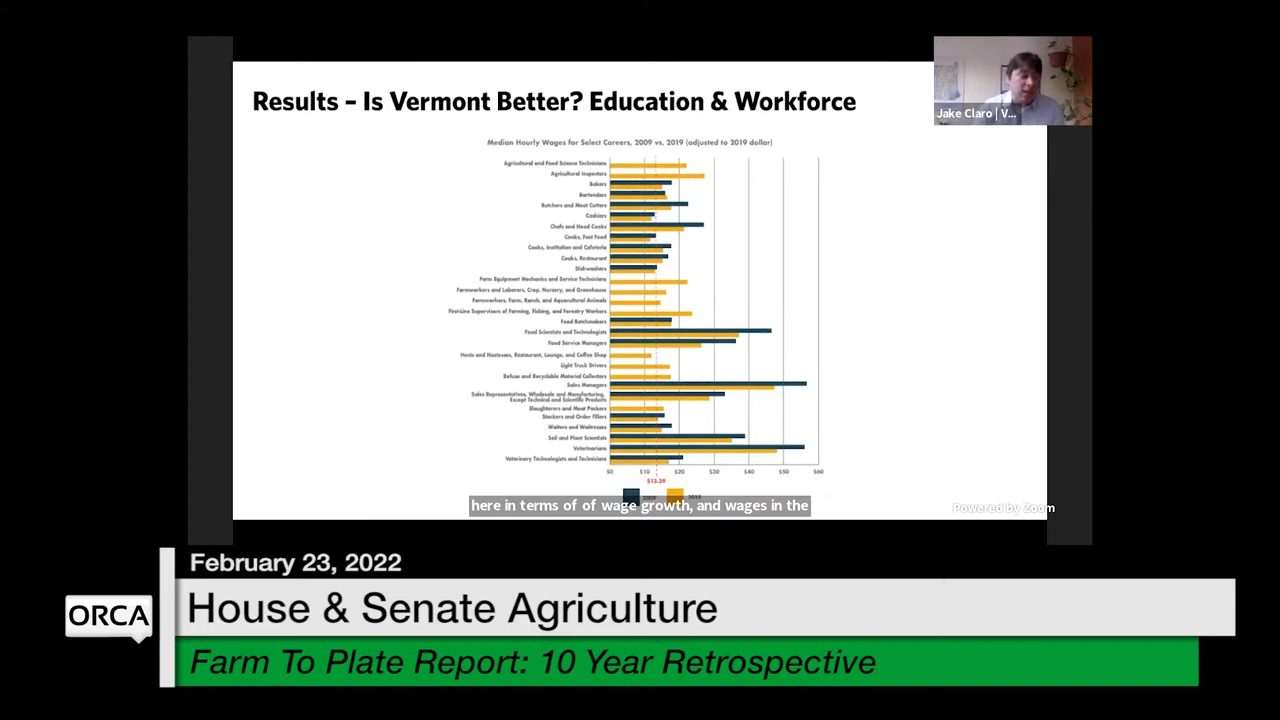 Results – Is Vermont Better? Education & Workforce
Jake Claro | V...
Median Hourly Wages for Select Careers, 2009 vs. 2019 (adjusted to 2019 dollar)
Agricultural and Food Science Technicians
Agricultural Inspectors
Bakers
Bartenders
Butchers and Meat Cutters
Cashiers
Chefs and Head Cooks
Cooks, Fast Food
Cooks, Institution and Cafeteria
Cooks, Restaurant
Dishwashers
Farm Equipment Mechanics and Service Technicians
Farmworkers and Laborers, Crop, Nursery, and Greenhouse
Farmworkers, Farm, Ranch, and Aquacultural Animals
First-Line Supervisors of Farming, Fishing, and Forestry Workers
Food Batchmakers
Food Scientists and Technologists
Food Service Managers
Hosts and Hostesses, Restaurant, Lounge, and Coffee Shop
Light Truck Drivers
Refuse and Recyclable Material Collectors
Sales Managers
Sales Representatives, Wholesale and Manufacturing,
Except Technical and Scientific Products
Slaughterers and Meat Packers
Stockers and Order Fillers
Waiters and Waitresses
Soil and Plant Scientists
Veterinarians
Veterinary Technologists and Technicians
$0 $10 $20 $30 $40 $50 $60
$13.39
2009 2019
here in terms of of wage growth, and wages in the
Powered by Zoom
February 23, 2022
ORCA
House & Senate Agriculture
Farm To Plate Report: 10 Year Retrospective